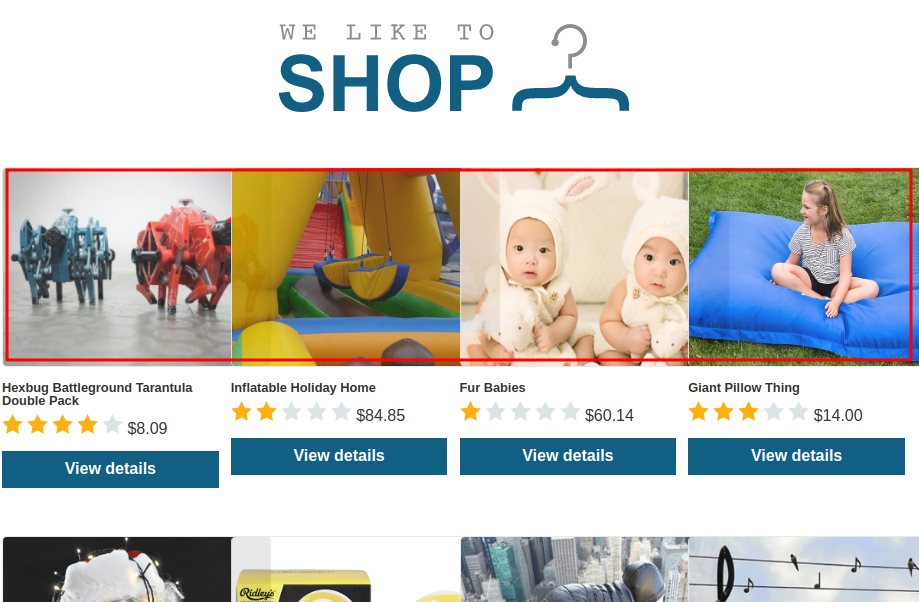 WE LIKE TO
SHOP
Hexbug Battleground Tarantula
Double Pack
$8.09
View details
Inflatable Holiday Home
$84.85
View details
Fur Babies
$60.14
View details
Giant Pillow Thing
$14.00
View details
Ridley's